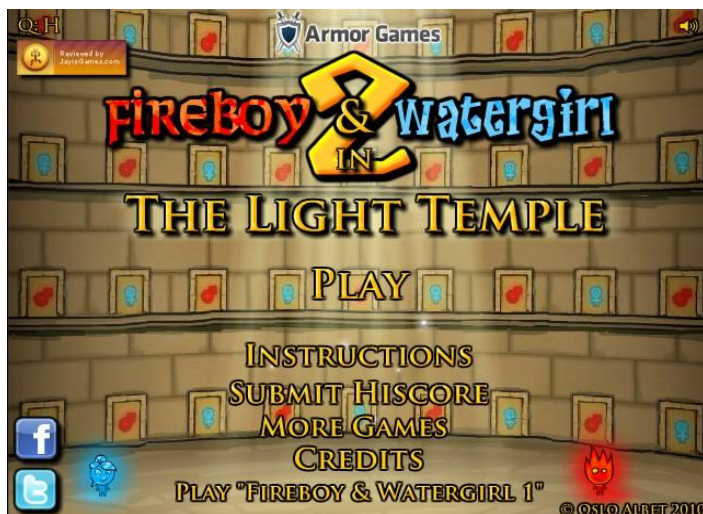 Q: H
Armor Games
Reviewed by
JayisGames.com
FIREBOY & WATERGIRL
2
IN
THE LIGHT TEMPLE
PLAY
INSTRUCTIONS
SUBMIT HISCORE
MORE GAMES
CREDITS
PLAY "FIREBOY & WATERGIRL 1"
© OSLO ALBET 2010
f
t